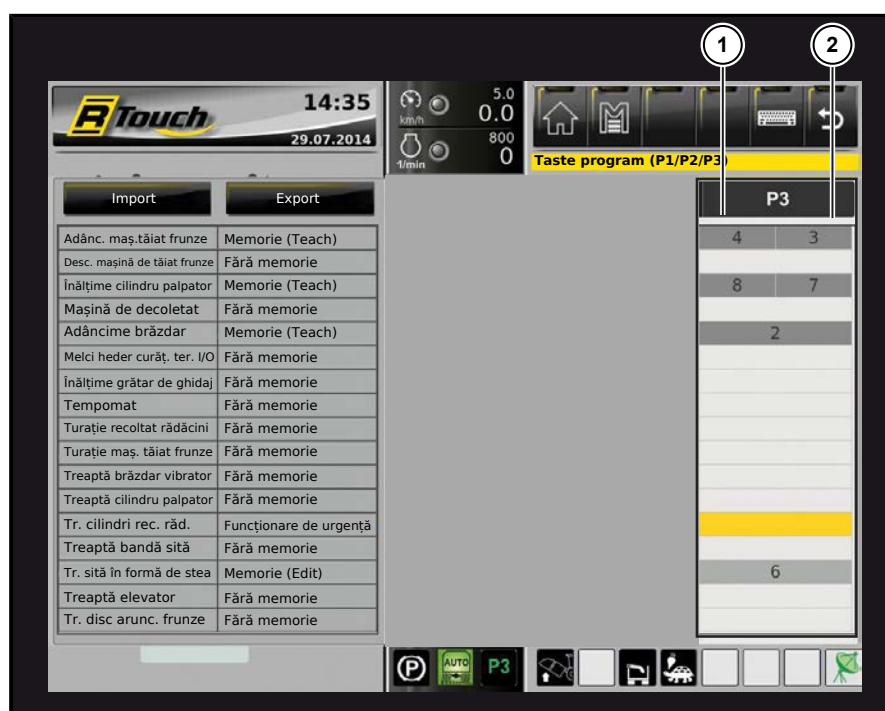 1 2
R Touch
14:35
29.07.2014
km/h 5.0
0.0
1/min 800
0
Taste program (P1/P2/P3)
Import Export
P3
Adânc. maș.tăiat frunze Memorie (Teach) 4 3
Desc. mașină de tăiat frunze Fără memorie
Înălțime cilindru palpator Memorie (Teach) 8 7
Mașină de decoletat Fără memorie
Adâncime brăzdar Memorie (Teach) 2
Melci heder curăț. ter. I/O Fără memorie
Înălțime grătar de ghidaj Fără memorie
Tempomat Fără memorie
Turație recoltat rădăcini Fără memorie
Turație maș. tăiat frunze Fără memorie
Treaptă brăzdar vibrator Fără memorie
Treaptă cilindru palpator Fără memorie
Tr. cilindri rec. răd. Funcționare de urgență
Treaptă bandă sită Fără memorie
Tr. sită în formă de stea Memorie (Edit) 6
Treaptă elevator Fără memorie
Tr. disc arunc. frunze Fără memorie
P AUTO P3